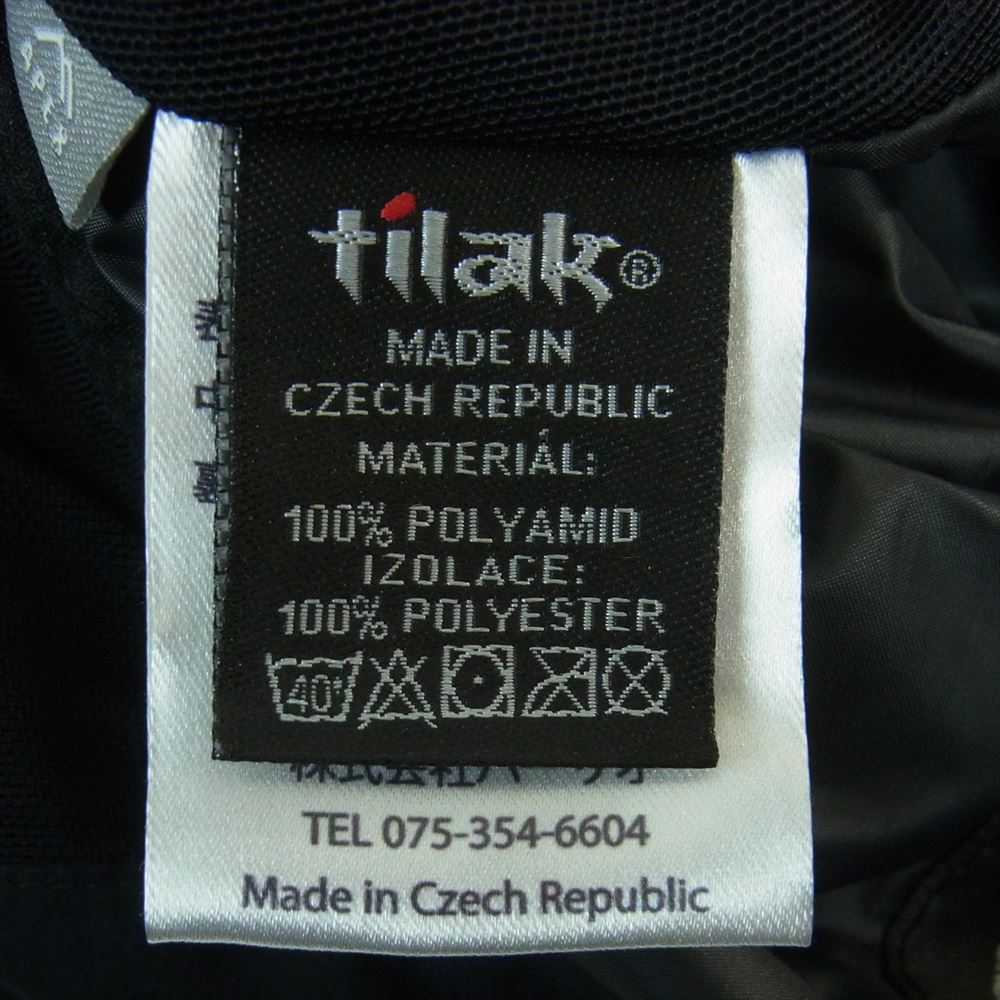 tilak®
MADE IN
CZECH REPUBLIC
MATERIÁL:
100% POLYAMID
IZOLACE:
100% POLYESTER
40°
TEL 075-354-6604
Made in Czech Republic